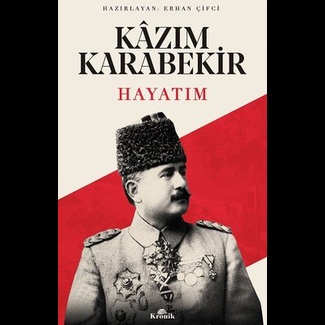 HAZIRLAYAN: ERHAN ÇİFCİ
KÂZIM
KARABEKİR
HAYATIM
Kronik